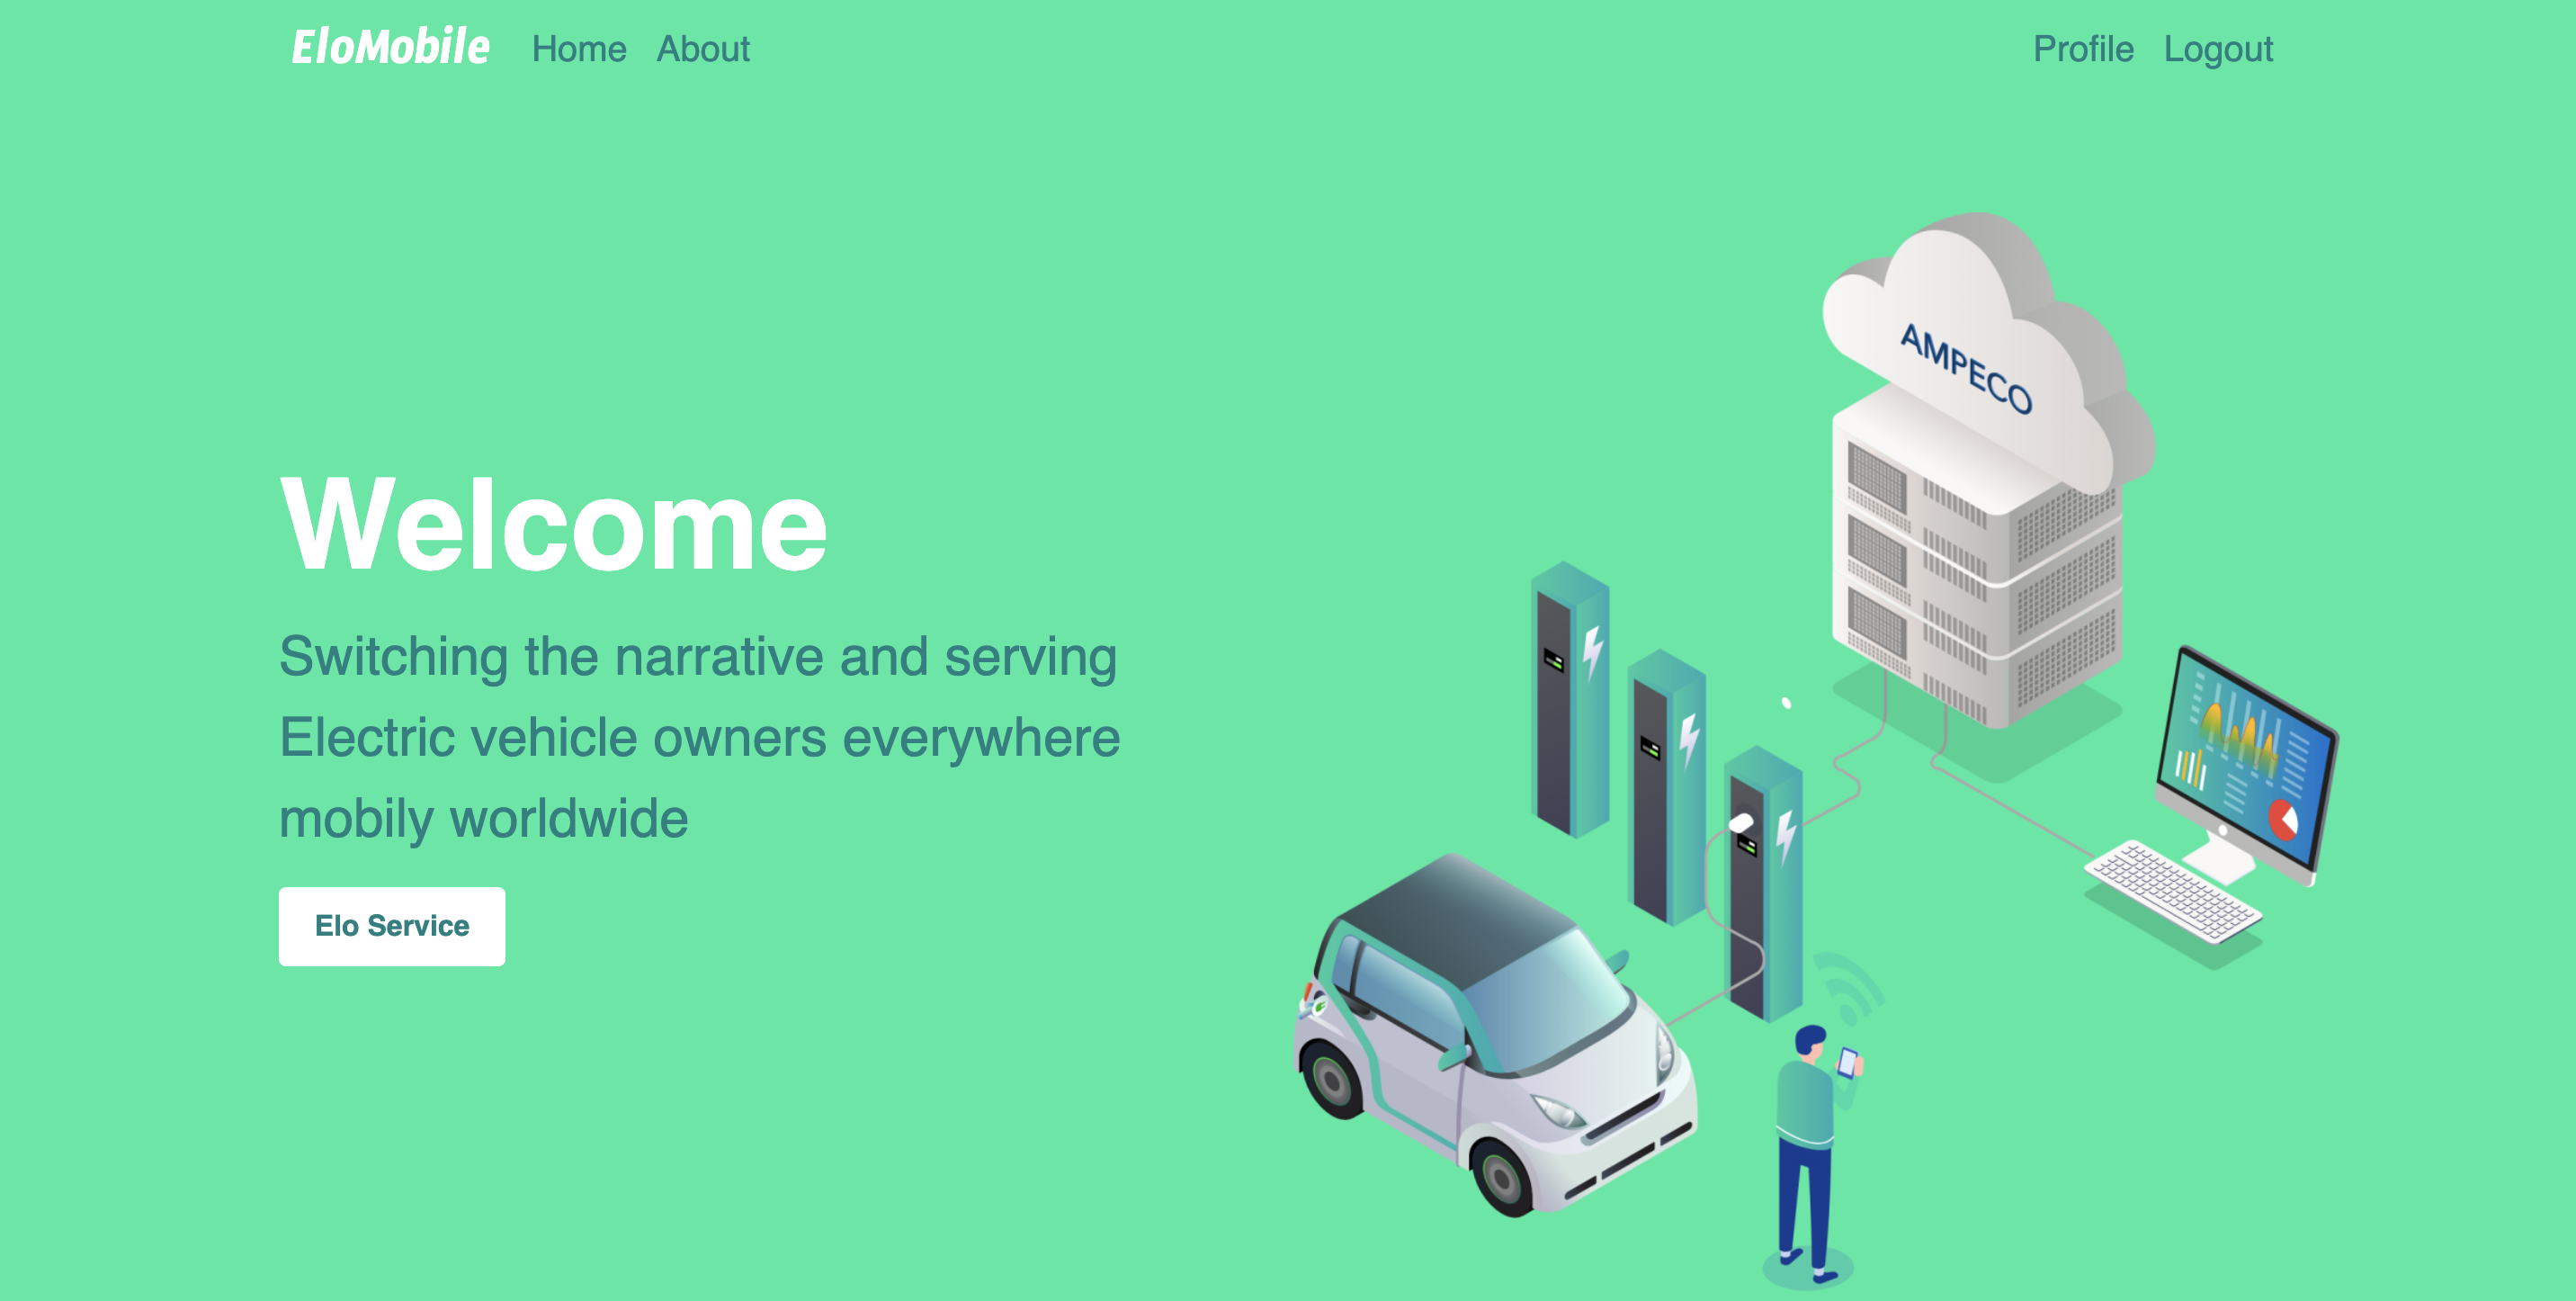 EloMobile Home About Profile Logout
AMPECO
Welcome
Switching the narrative and serving
Electric vehicle owners everywhere
mobily worldwide
Elo Service